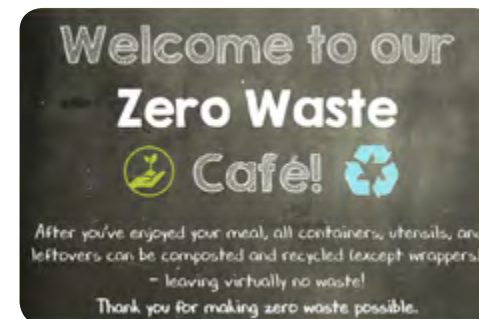 Welcome to our
Zero Waste
Café!
After you've enjoyed your meal, all containers, utensils, and
leftovers can be composted and recycled (except wrappers)
- leaving virtually no waste!
Thank you for making zero waste possible.